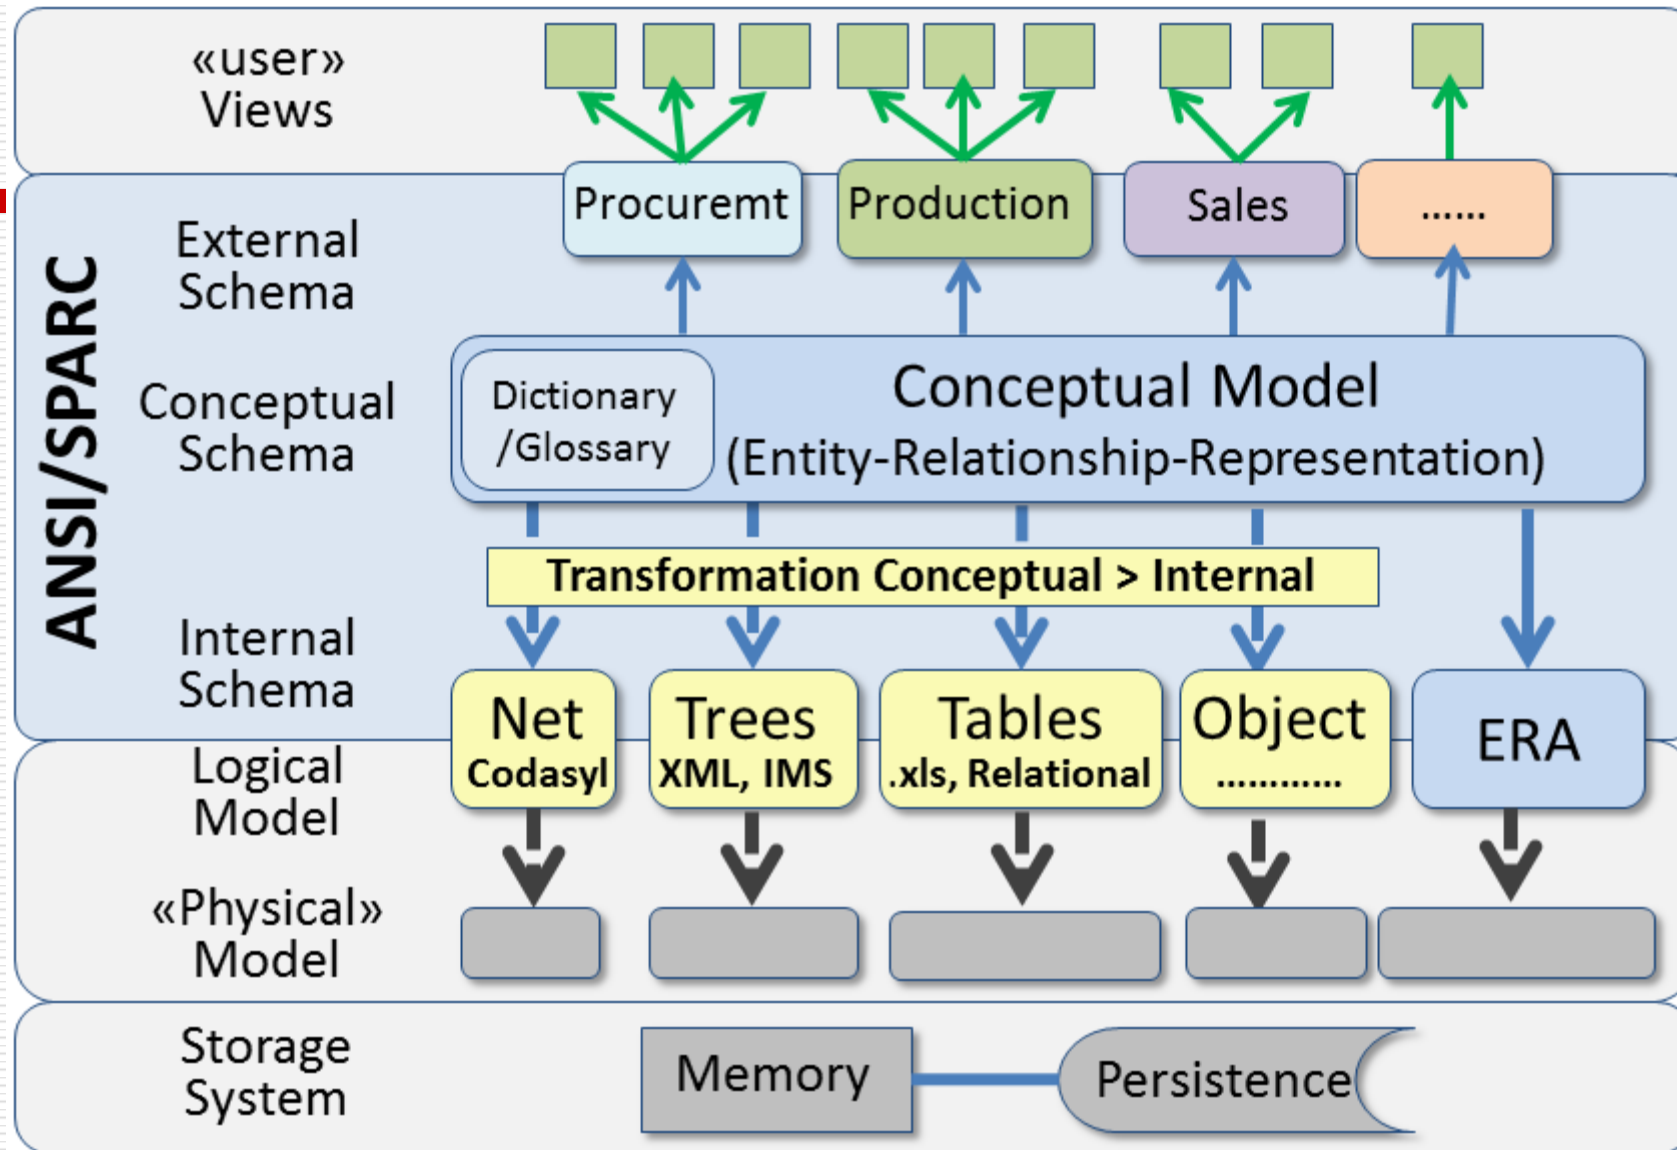 «user»
Views
Procuremt
Production
Sales
......
External
Schema
ANSI/SPARC
Conceptual
Schema
Dictionary
/Glossary
Conceptual Model
(Entity-Relationship-Representation)
Transformation Conceptual > Internal
Internal
Schema
Net
Codasyl
Trees
XML, IMS
Tables
.xls, Relational
Object
............
ERA
Logical
Model
«Physical»
Model
Storage
System
Memory
Persistence